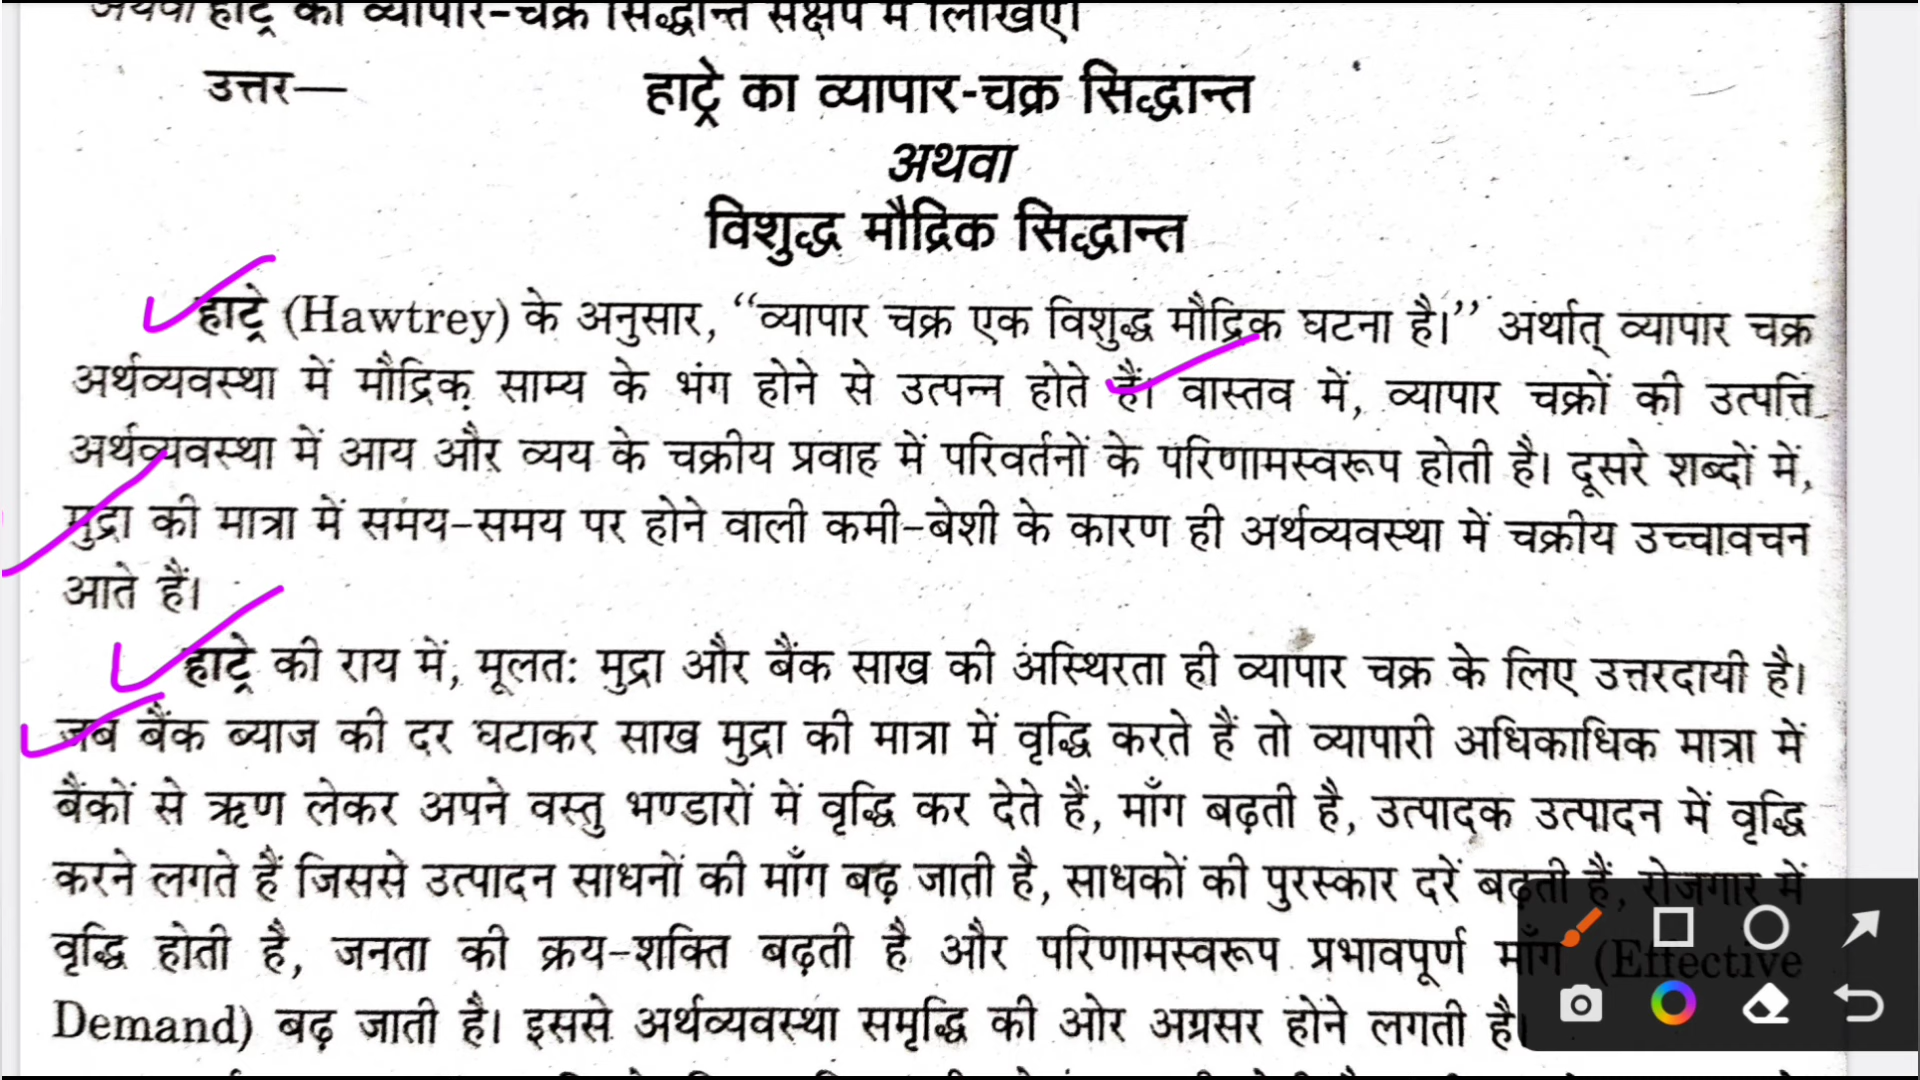 अथवा हाट्रे का व्यापार-चक्र सिद्धान्त संक्षेप में लिखिए।
उत्तर—
हाट्रे का व्यापार-चक्र सिद्धान्त
अथवा
विशुद्ध मौद्रिक सिद्धान्त
हाट्रे (Hawtrey) के अनुसार, “व्यापार चक्र एक विशुद्ध मौद्रिक घटना है।” अर्थात् व्यापार चक्र
अर्थव्यवस्था में मौद्रिक साम्य के भंग होने से उत्पन्न होते हैं। वास्तव में, व्यापार चक्रों की उत्पत्ति
अर्थव्यवस्था में आय और व्यय के चक्रीय प्रवाह में परिवर्तनों के परिणामस्वरूप होती है। दूसरे शब्दों में,
मुद्रा की मात्रा में समय-समय पर होने वाली कमी-बेशी के कारण ही अर्थव्यवस्था में चक्रीय उच्चावचन
आते हैं।
हाट्रे की राय में, मूलत: मुद्रा और बैंक साख की अस्थिरता ही व्यापार चक्र के लिए उत्तरदायी है।
जब बैंक ब्याज की दर घटाकर साख मुद्रा की मात्रा में वृद्धि करते हैं तो व्यापारी अधिकाधिक मात्रा में
बैंकों से ऋण लेकर अपने वस्तु भण्डारों में वृद्धि कर देते हैं, माँग बढ़ती है, उत्पादक उत्पादन में वृद्धि
करने लगते हैं जिससे उत्पादन साधनों की माँग बढ़ जाती है, साधकों की पुरस्कार दरें बढ़ती हैं, रोजगार में
वृद्धि होती है, जनता की क्रय-शक्ति बढ़ती है और परिणामस्वरूप प्रभावपूर्ण माँग (Effective
Demand) बढ़ जाती है। इससे अर्थव्यवस्था समृद्धि की ओर अग्रसर होने लगती है।